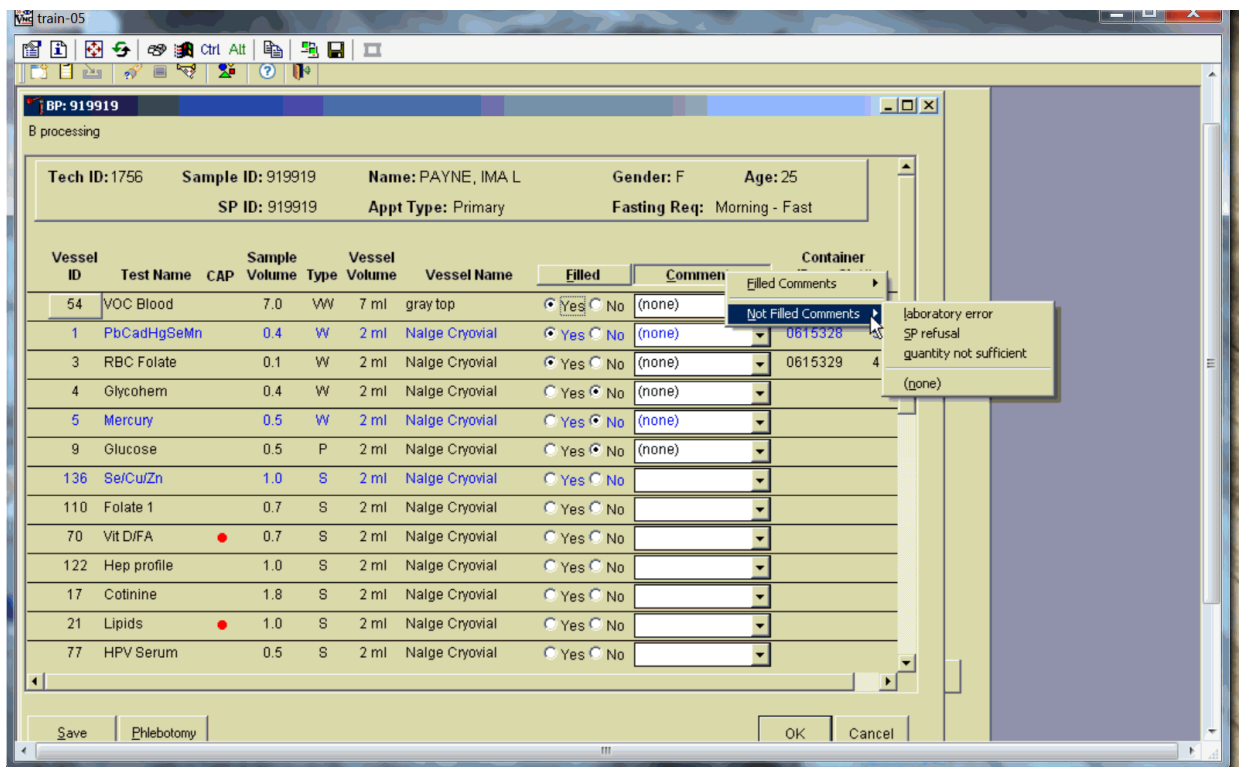 train-05
Ctrl Alt
BP: 919919
B processing
Tech ID: 1756 Sample ID: 919919 Name: PAYNE, IMA L Gender: F Age: 25
SP ID: 919919 Appt Type: Primary Fasting Req: Morning - Fast
Vessel ID Test Name CAP Sample Volume Type Vessel Volume Vessel Name Filled Commen Container
Filled Comments
Not Filled Comments
laboratory error
SP refusal
quantity not sufficient
(none)
54 VOC Blood 7.0 W 7 ml gray top Yes No (none)
1 PbCadHgSeMn 0.4 W 2 ml Nalge Cryovial Yes No (none) 0615328
3 RBC Folate 0.1 W 2 ml Nalge Cryovial Yes No (none) 0615329 4
4 Glycohem 0.4 W 2 ml Nalge Cryovial Yes No (none)
5 Mercury 0.5 W 2 ml Nalge Cryovial Yes No (none)
9 Glucose 0.5 P 2 ml Nalge Cryovial Yes No (none)
136 Se/Cu/Zn 1.0 S 2 ml Nalge Cryovial Yes No
110 Folate 1 0.7 S 2 ml Nalge Cryovial Yes No
70 Vit D/FA 0.7 S 2 ml Nalge Cryovial Yes No
122 Hep profile 1.0 S 2 ml Nalge Cryovial Yes No
17 Cotinine 1.8 S 2 ml Nalge Cryovial Yes No
21 Lipids 1.0 S 2 ml Nalge Cryovial Yes No
77 HPV Serum 0.5 S 2 ml Nalge Cryovial Yes No
Save Phlebotomy OK Cancel